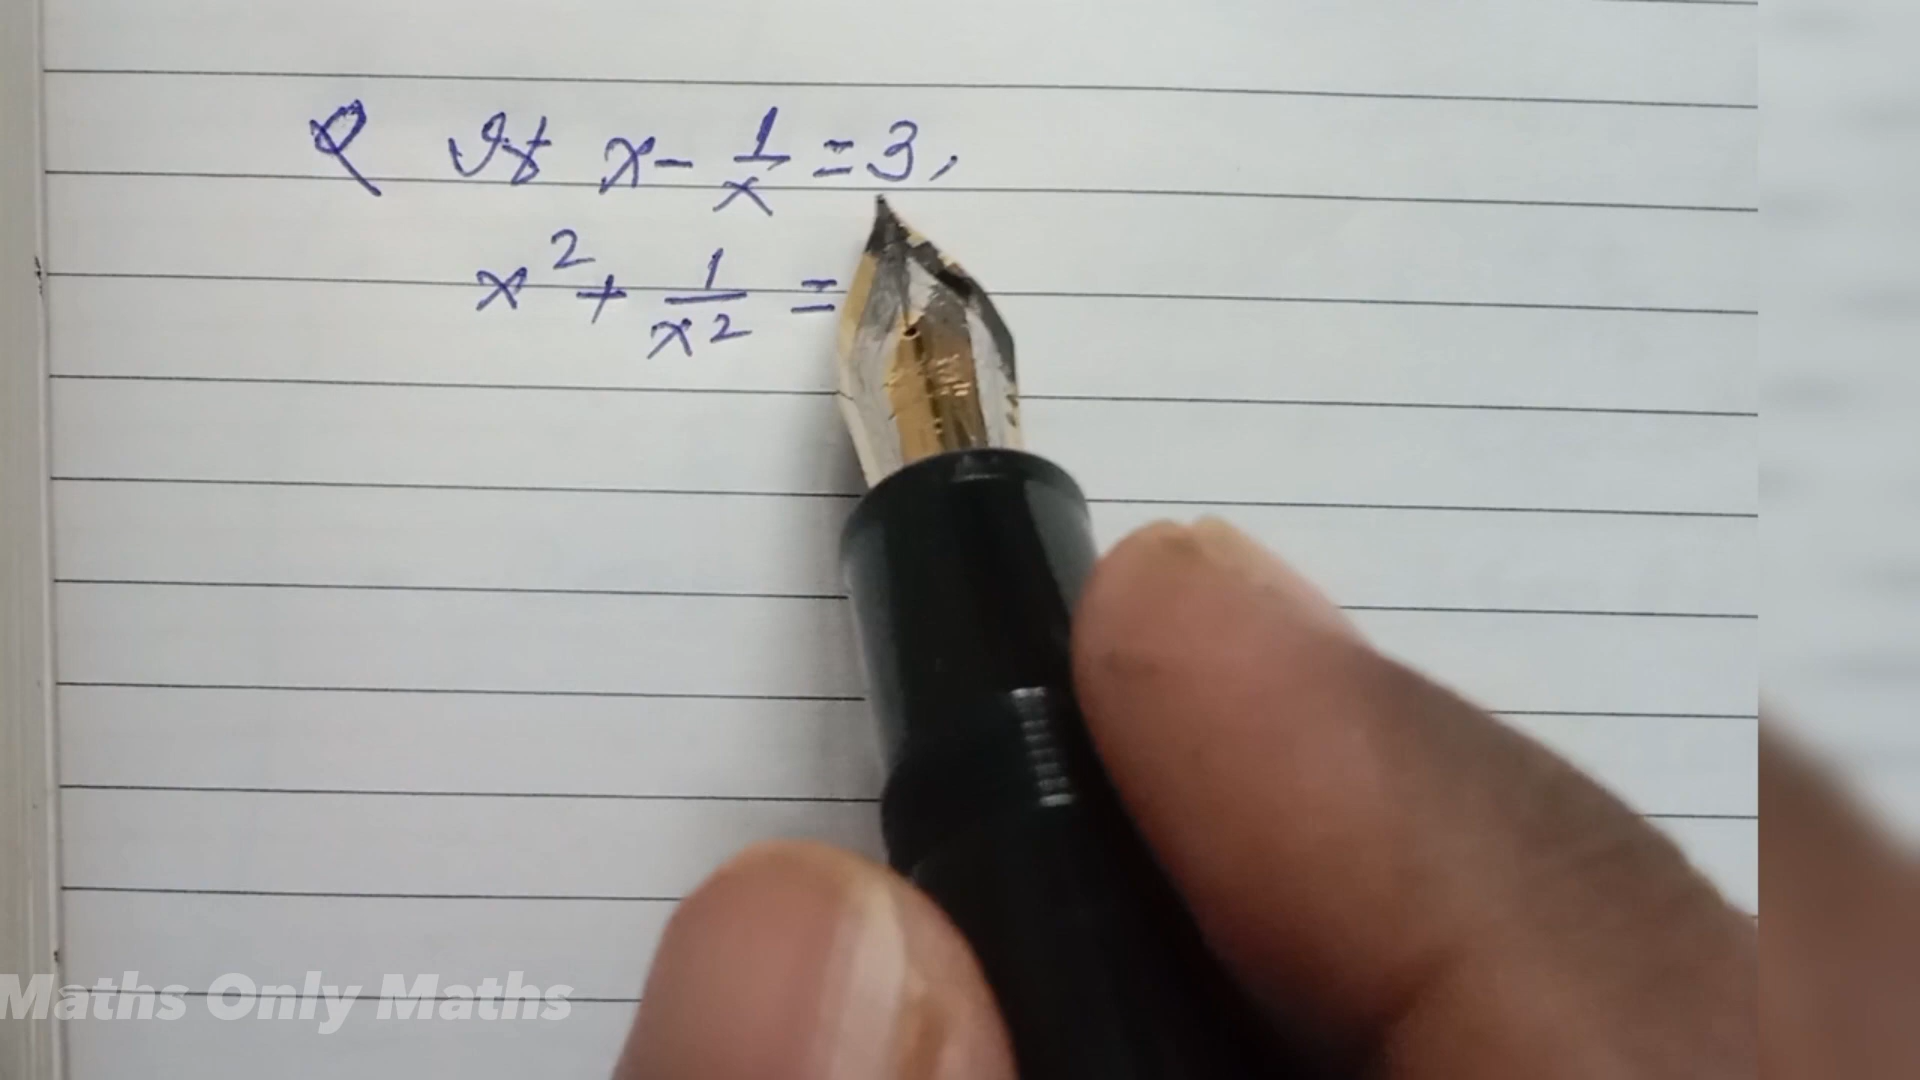 Q If x - 1/x = 3,
x² + 1/x² =
Maths Only Maths